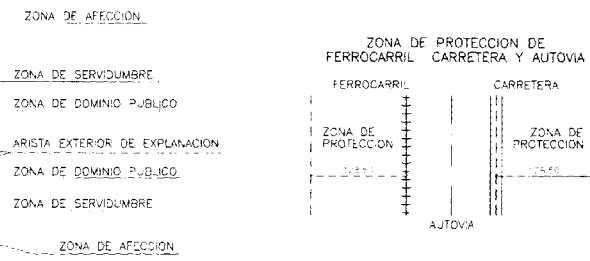 ZONA DE AFECCION
ZONA DE SERVIDUMBRE
ZONA DE DOMINIO PUBLICO
ARISTA EXTERIOR DE EXPLANACION
ZONA DE DOMINIO PUBLICO
ZONA DE SERVIDUMBRE
ZONA DE AFECCION
ZONA DE PROTECCION DE
FERROCARRIL CARRETERA Y AUTOVIA
FERROCARRIL
CARRETERA
ZONA DE
PROTECCION
ZONA DE
PROTECCION
AUTOVIA